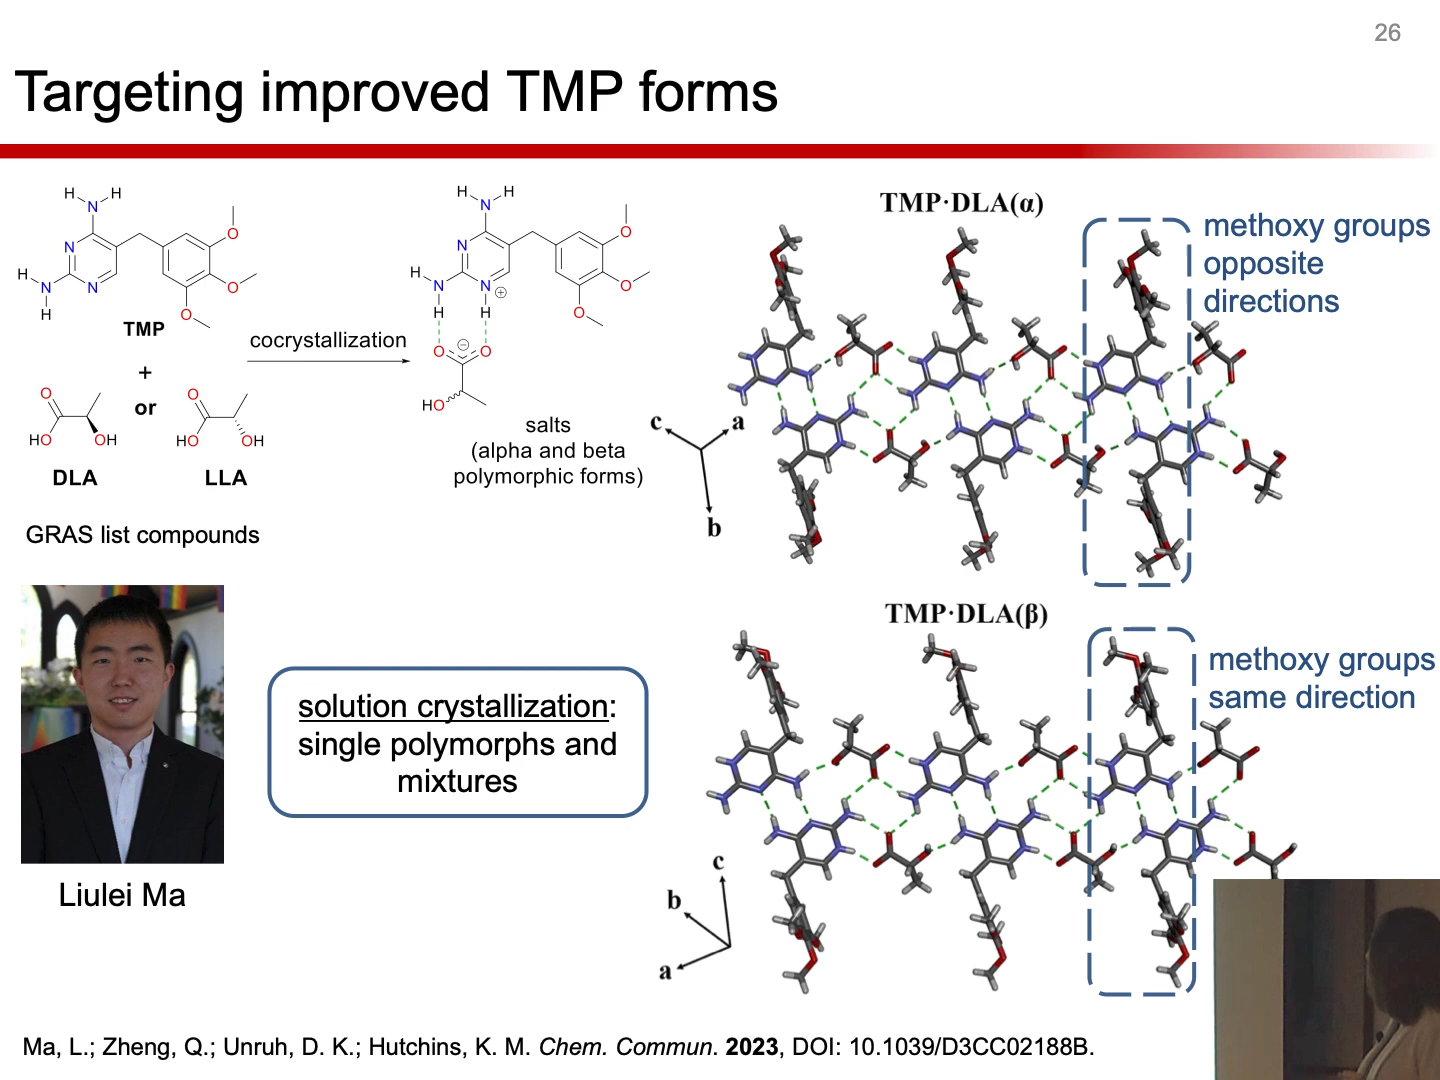 26
Targeting improved TMP forms
H H
N
N
H N N
H
O
O
O
TMP
+
or
O
HO OH
DLA
O
HO OH
LLA
GRAS list compounds
cocrystallization
H H
N
N
H
N NH ⊕
H H
O
O
O
O ⊖ O
HO
salts
(alpha and beta
polymorphic forms)
TMP·DLA(α)
methoxy groups
opposite
directions
c a
b
TMP·DLA(β)
methoxy groups
same direction
c
b
a
solution crystallization:
single polymorphs and
mixtures
Liulei Ma
Ma, L.; Zheng, Q.; Unruh, D. K.; Hutchins, K. M. Chem. Commun. 2023, DOI: 10.1039/D3CC02188B.